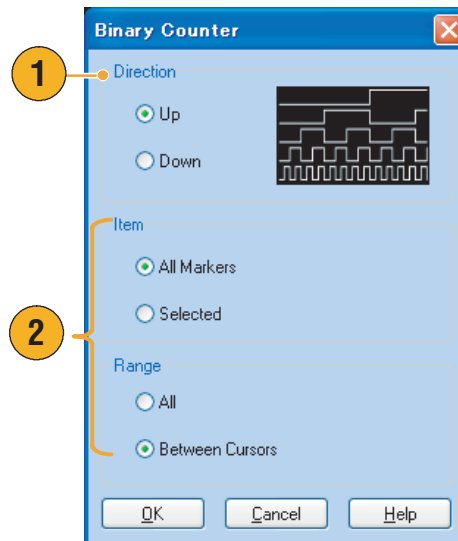 Binary Counter
1
Direction
Up
Down
Item
All Markers
Selected
2
Range
All
Between Cursors
OK Cancel Help